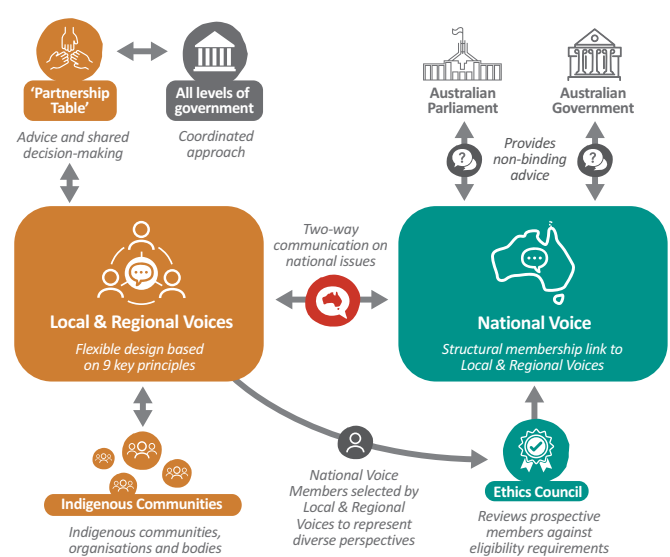 'Partnership
Table'
Advice and shared
decision-making
All levels of
government
Coordinated
approach
Australian
Parliament
Australian
Government
Provides
non-binding
advice
?
?
Local & Regional Voices
Flexible design based
on 9 key principles
Two-way
communication on
national issues
National Voice
Structural membership link to
Local & Regional Voices
Indigenous Communities
Indigenous communities,
organisations and bodies
National Voice
Members selected by
Local & Regional
Voices to represent
diverse perspectives
Ethics Council
Reviews prospective
members against
eligibility requirements